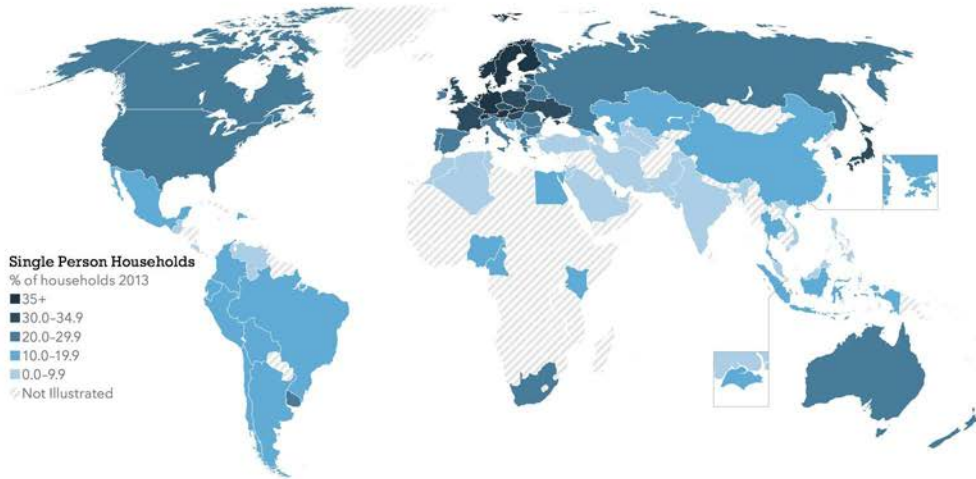 Single Person Households
% of households 2013
35+
30.0–34.9
20.0–29.9
10.0–19.9
0.0–9.9
Not Illustrated